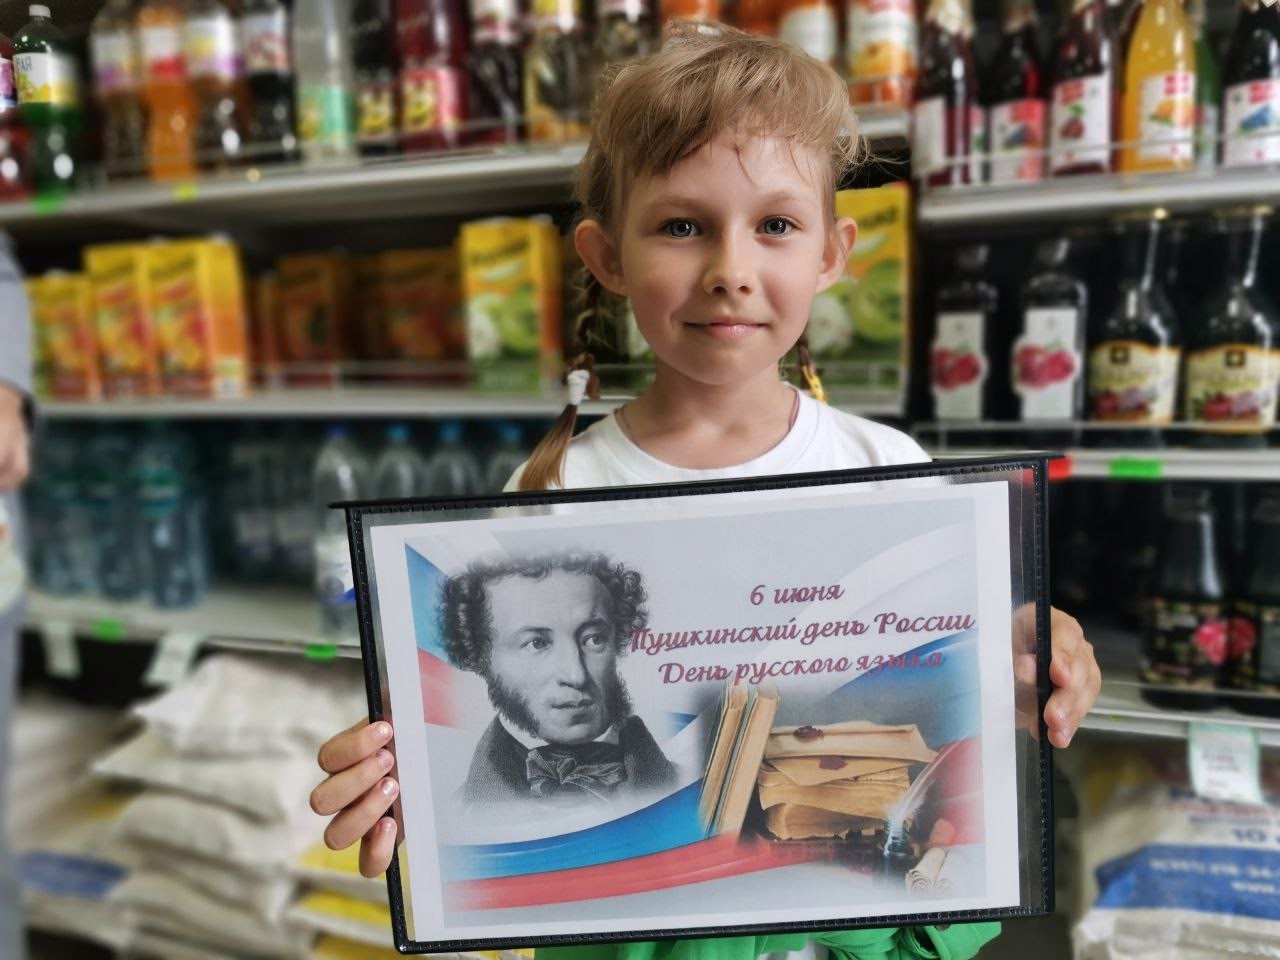 6 июня
Пушкинский день России
День русского языка